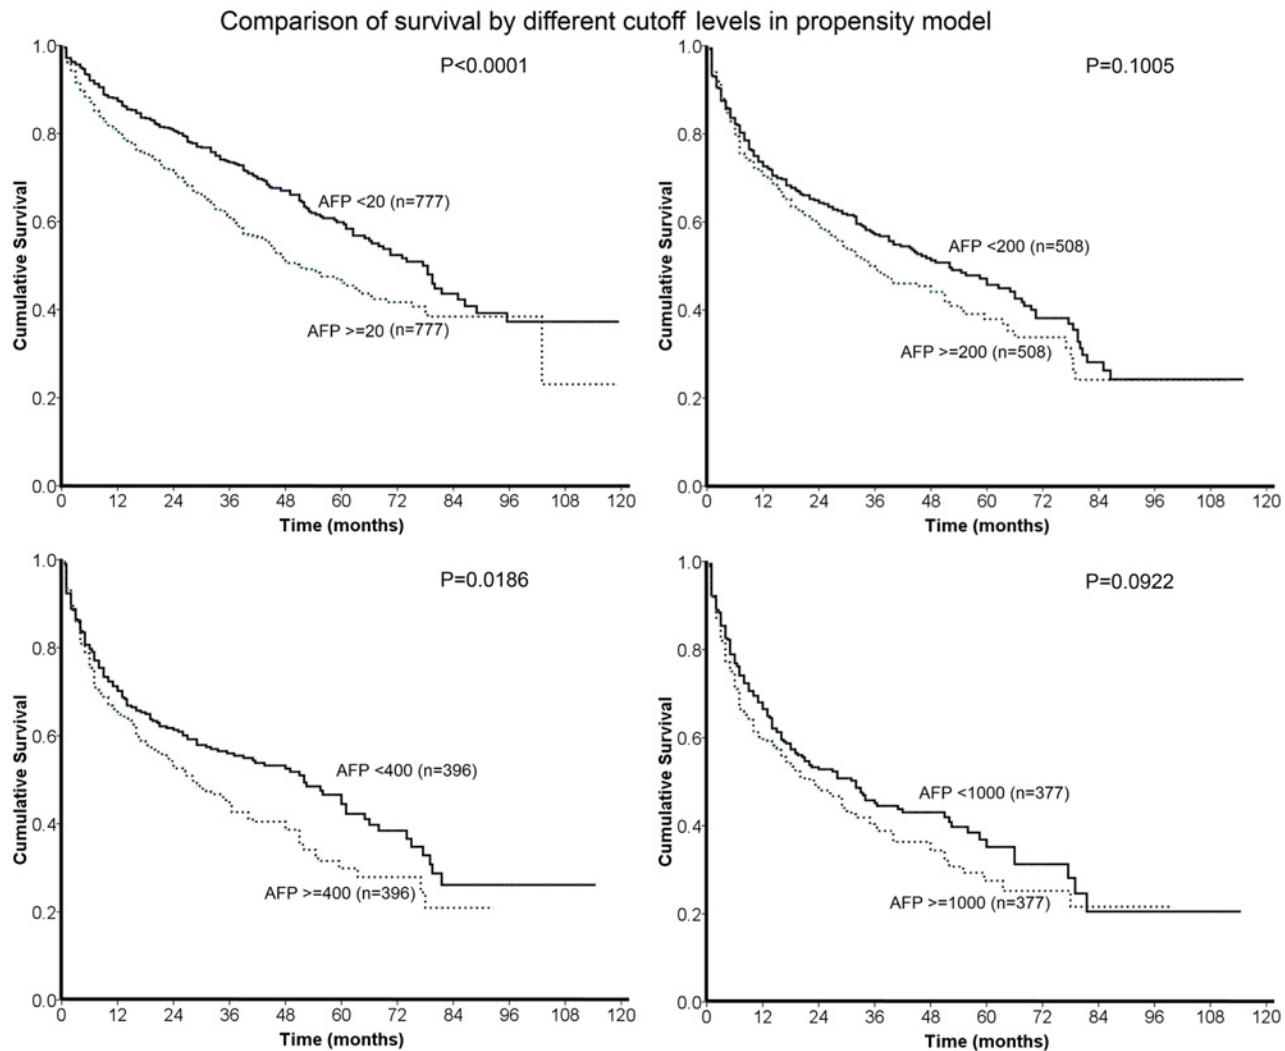 Comparison of survival by different cutoff levels in propensity model
P<0.0001
Cumulative Survival
1.0
0.8
0.6
0.4
0.2
0.0
AFP <20 (n=777)
AFP >=20 (n=777)
0 12 24 36 48 60 72 84 96 108 120
Time (months)
P=0.1005
Cumulative Survival
1.0
0.8
0.6
0.4
0.2
0.0
AFP <200 (n=508)
AFP >=200 (n=508)
0 12 24 36 48 60 72 84 96 108 120
Time (months)
P=0.0186
Cumulative Survival
1.0
0.8
0.6
0.4
0.2
0.0
AFP <400 (n=396)
AFP >=400 (n=396)
0 12 24 36 48 60 72 84 96 108 120
Time (months)
P=0.0922
Cumulative Survival
1.0
0.8
0.6
0.4
0.2
0.0
AFP <1000 (n=377)
AFP >=1000 (n=377)
0 12 24 36 48 60 72 84 96 108 120
Time (months)